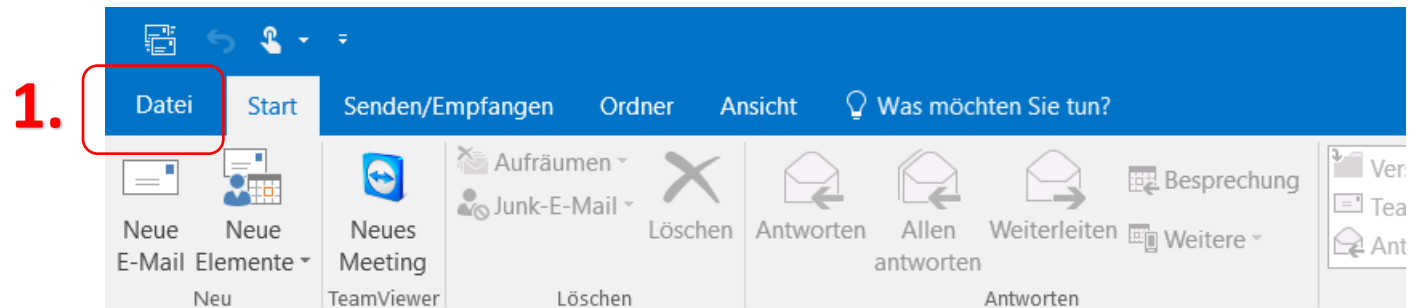 1.
Datei Start Senden/Empfangen Ordner Ansicht Was möchten Sie tun?
Neue
E-Mail
Neue
Elemente
Neu
Neues
Meeting
TeamViewer
Aufräumen
Junk-E-Mail
Löschen
Löschen
Antworten
Allen
antworten
Weiterleiten
Besprechung
Weitere
Antworten